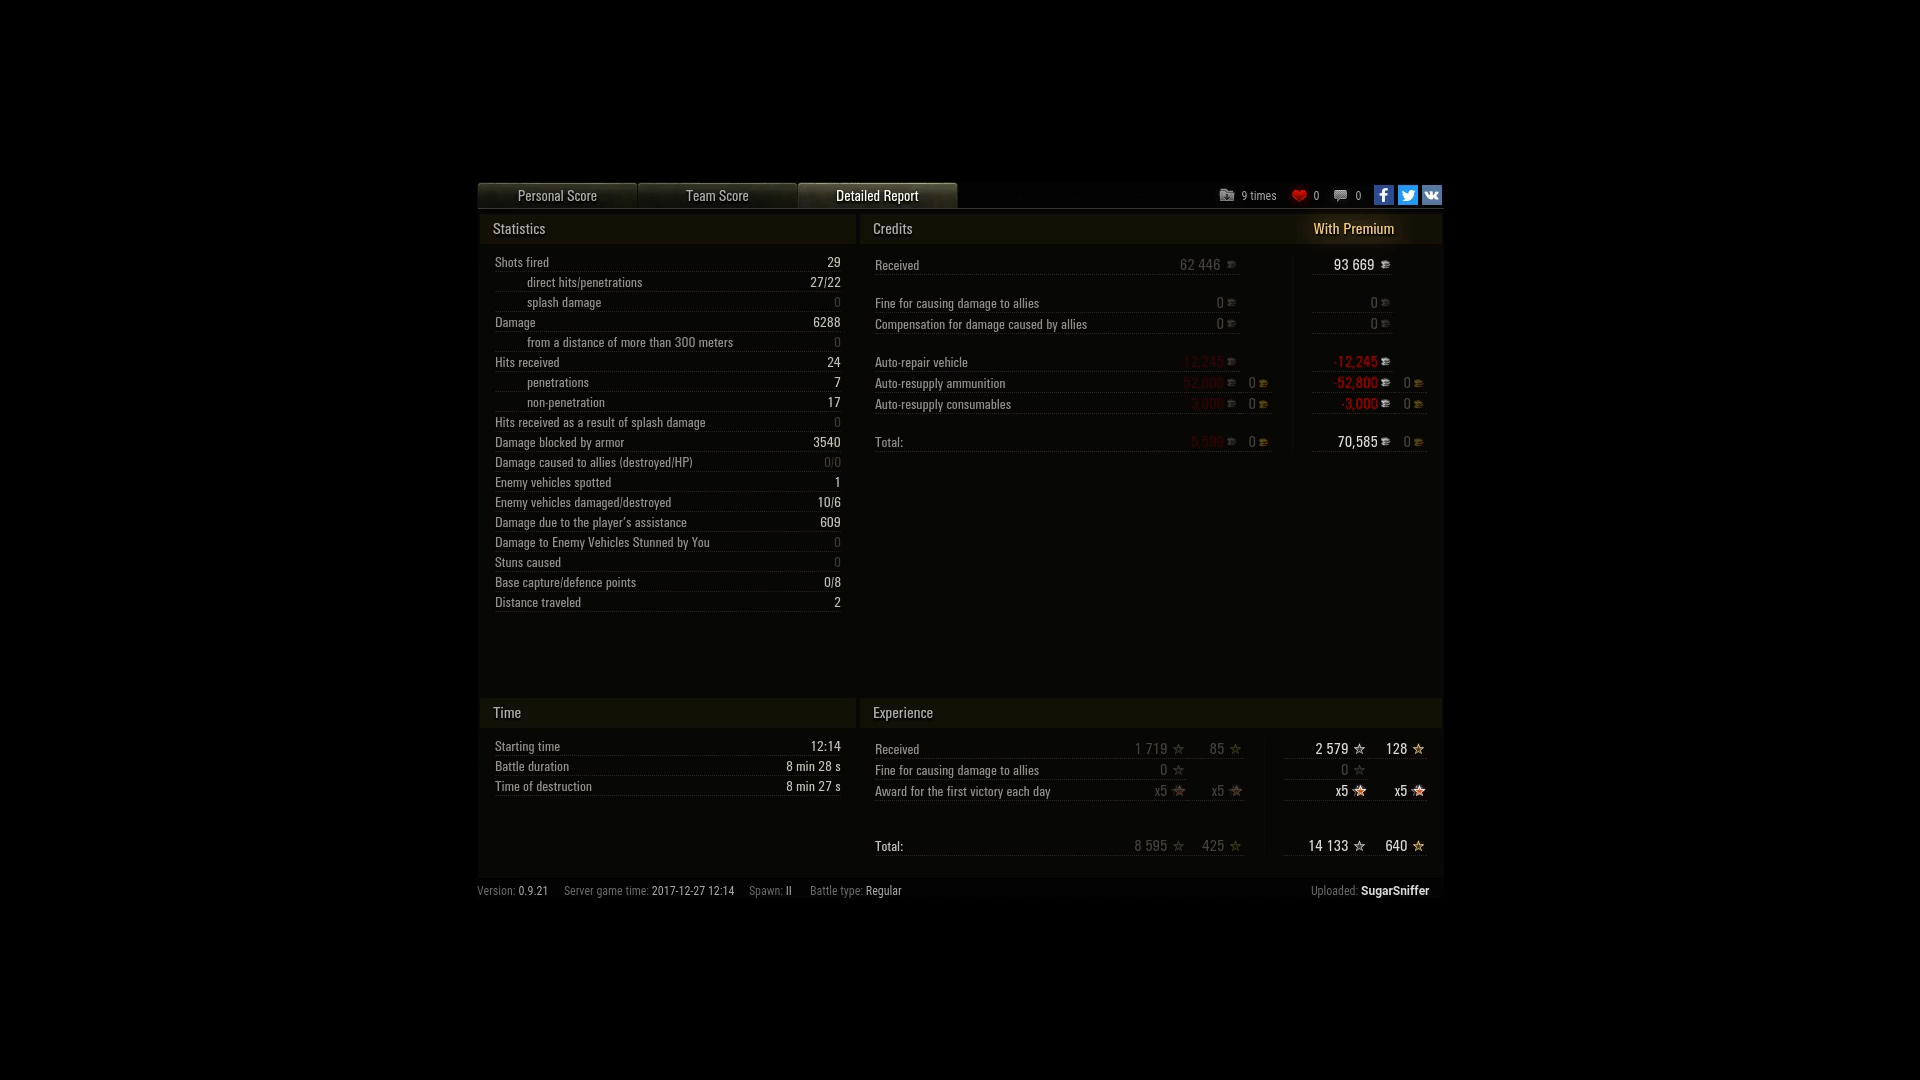 Personal Score Team Score Detailed Report 9 times 0 0
Statistics
Shots fired 29
direct hits/penetrations 27/22
splash damage 0
Damage 6288
from a distance of more than 300 meters 0
Hits received 24
penetrations 7
non-penetration 17
Hits received as a result of splash damage 0
Damage blocked by armor 3540
Damage caused to allies (destroyed/HP) 0/0
Enemy vehicles spotted 1
Enemy vehicles damaged/destroyed 10/6
Damage due to the player's assistance 609
Damage to Enemy Vehicles Stunned by You 0
Stuns caused 0
Base capture/defence points 0/8
Distance traveled 2
Credits With Premium
Received 62 446 93 669
Fine for causing damage to allies 0 0
Compensation for damage caused by allies 0 0
Auto-repair vehicle 12,245 -12,245
Auto-resupply ammunition 52,800 0 -52,800 0
Auto-resupply consumables 3,000 0 -3,000 0
Total: 0 70,585 0
Time
Starting time 12:14
Battle duration 8 min 28 s
Time of destruction 8 min 27 s
Experience
Received 1 719 85 2 579 128
Fine for causing damage to allies 0 0
Award for the first victory each day x5 x5 x5 x5
Total: 8 595 425 14 133 640
Version: 0.9.21 Server game time: 2017-12-27 12:14 Spawn: II Battle type: Regular Uploaded: SugarSniffer